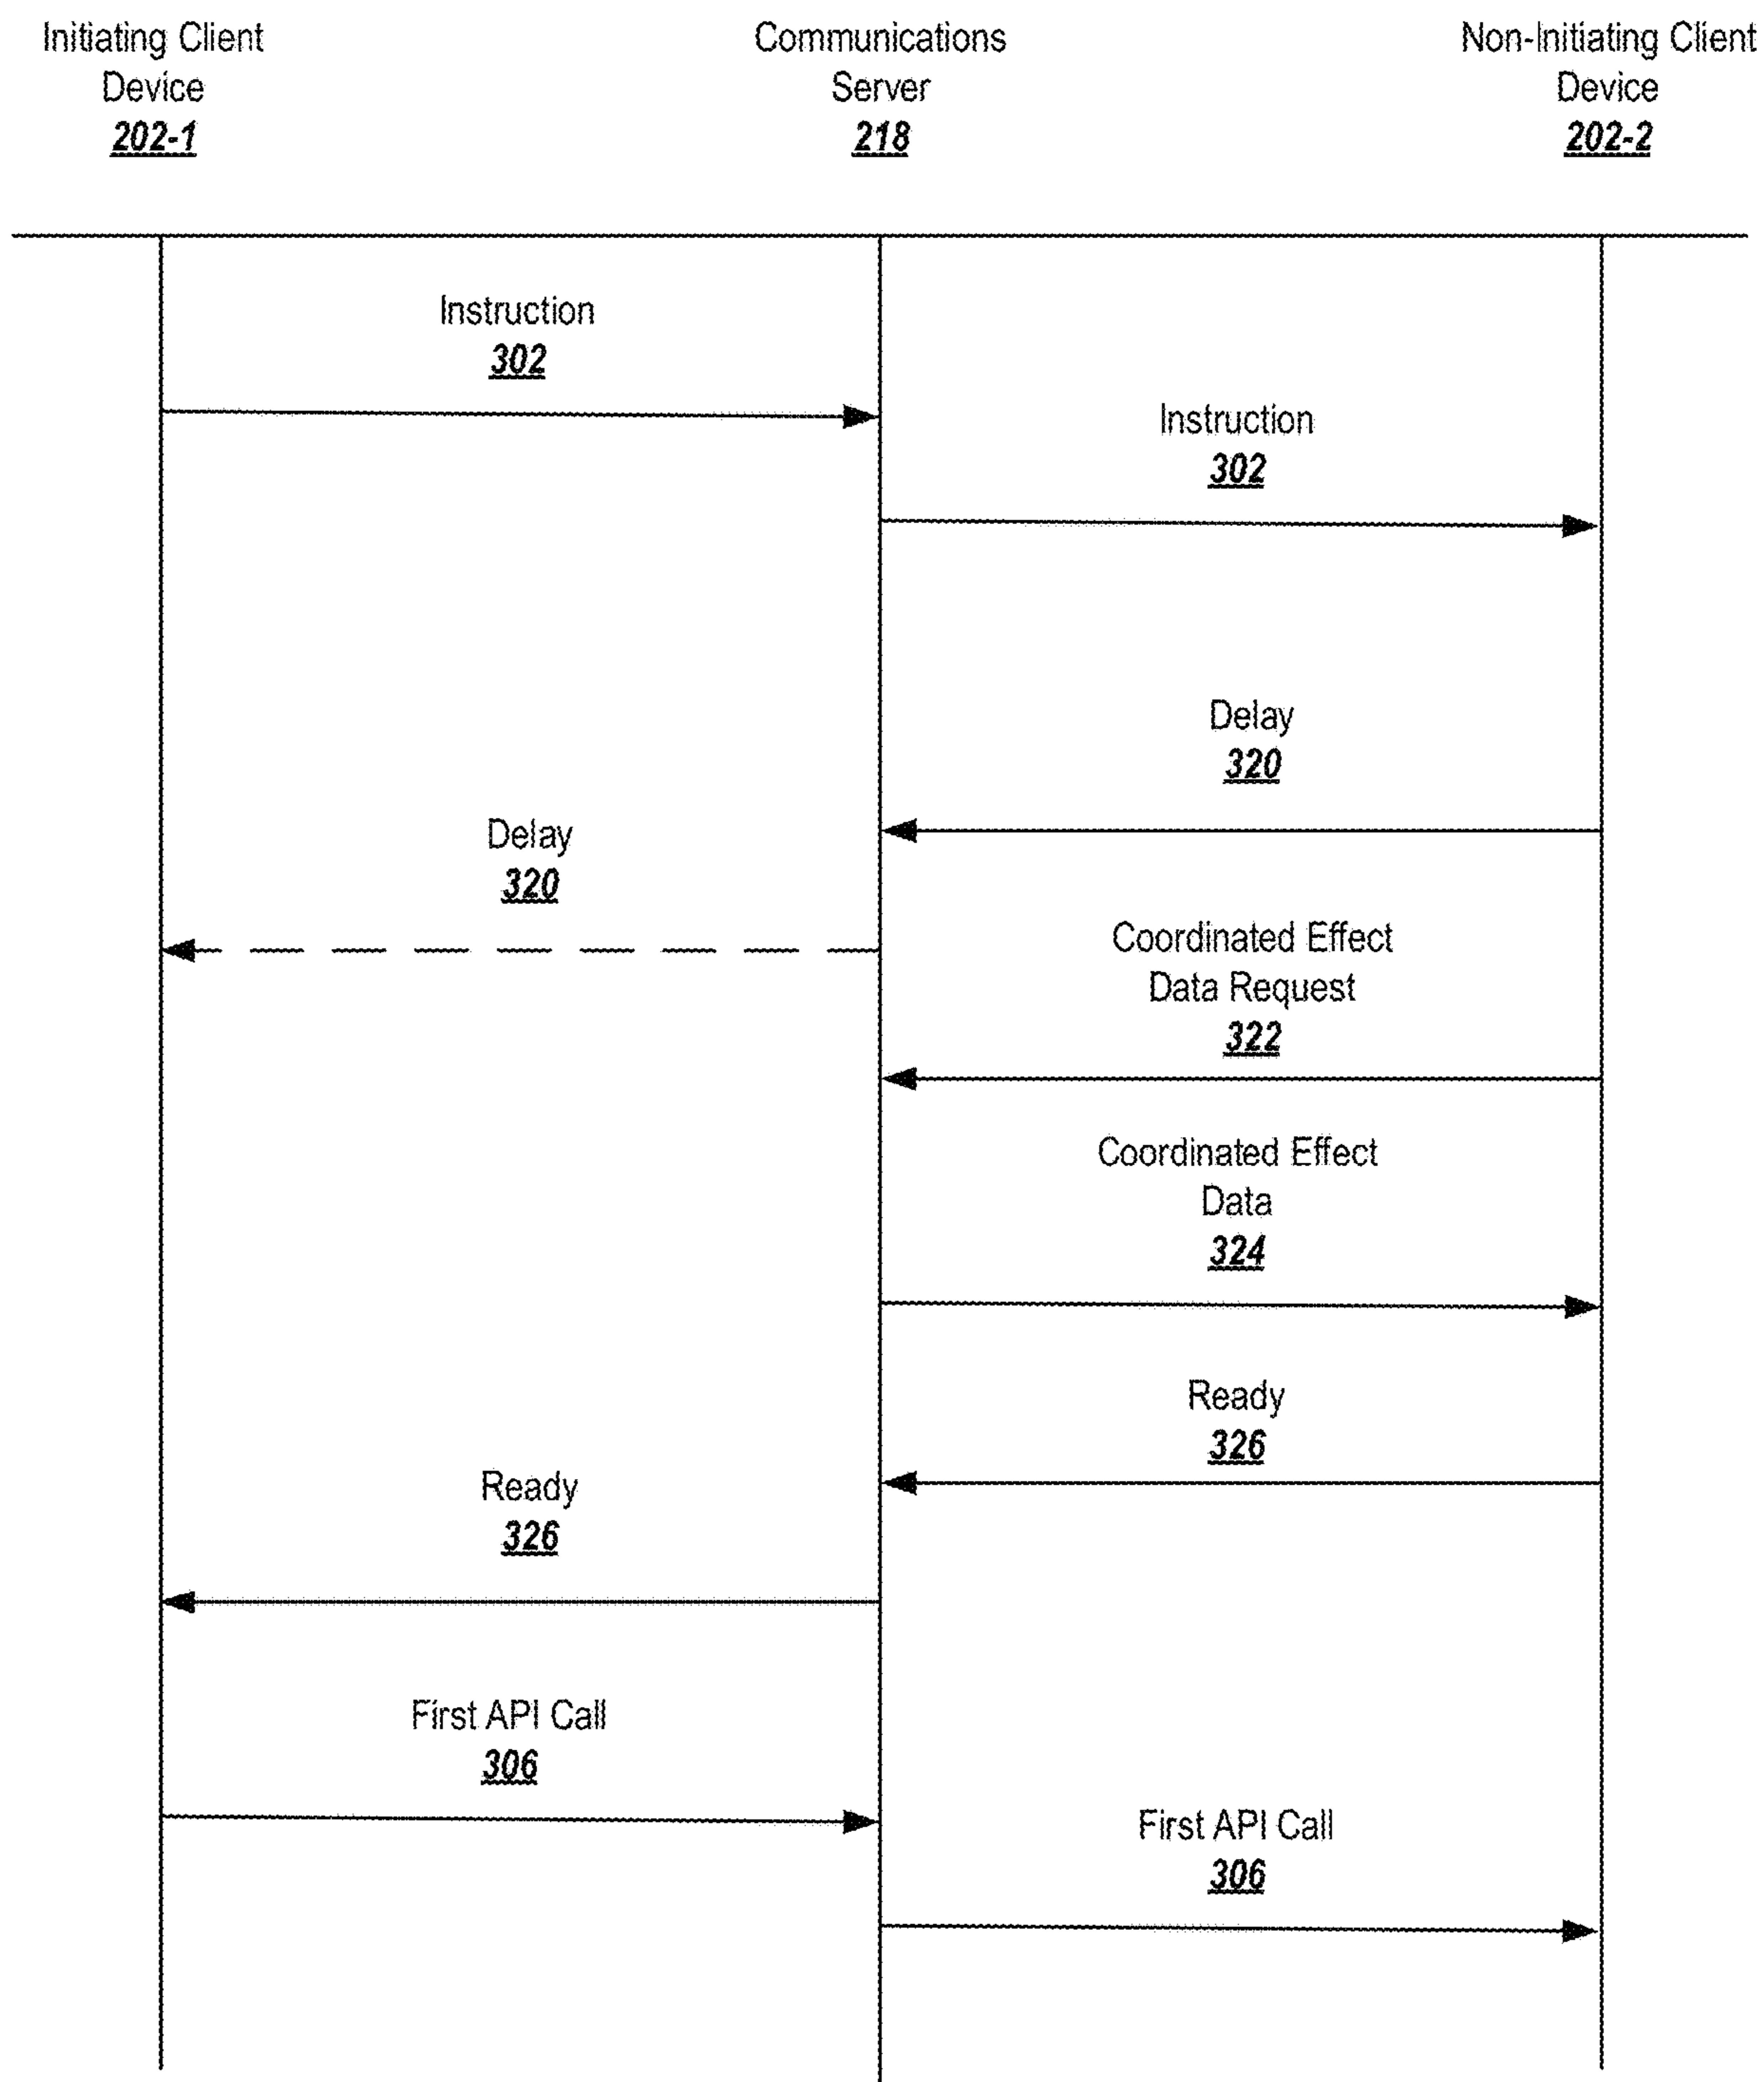 Initiating Client
Device
202-1
Communications
Server
218
Non-Initiating Client
Device
202-2
Instruction
302
Instruction
302
Delay
320
Delay
320
Coordinated Effect
Data Request
322
Coordinated Effect
Data
324
Ready
326
Ready
326
First API Call
306
First API Call
306